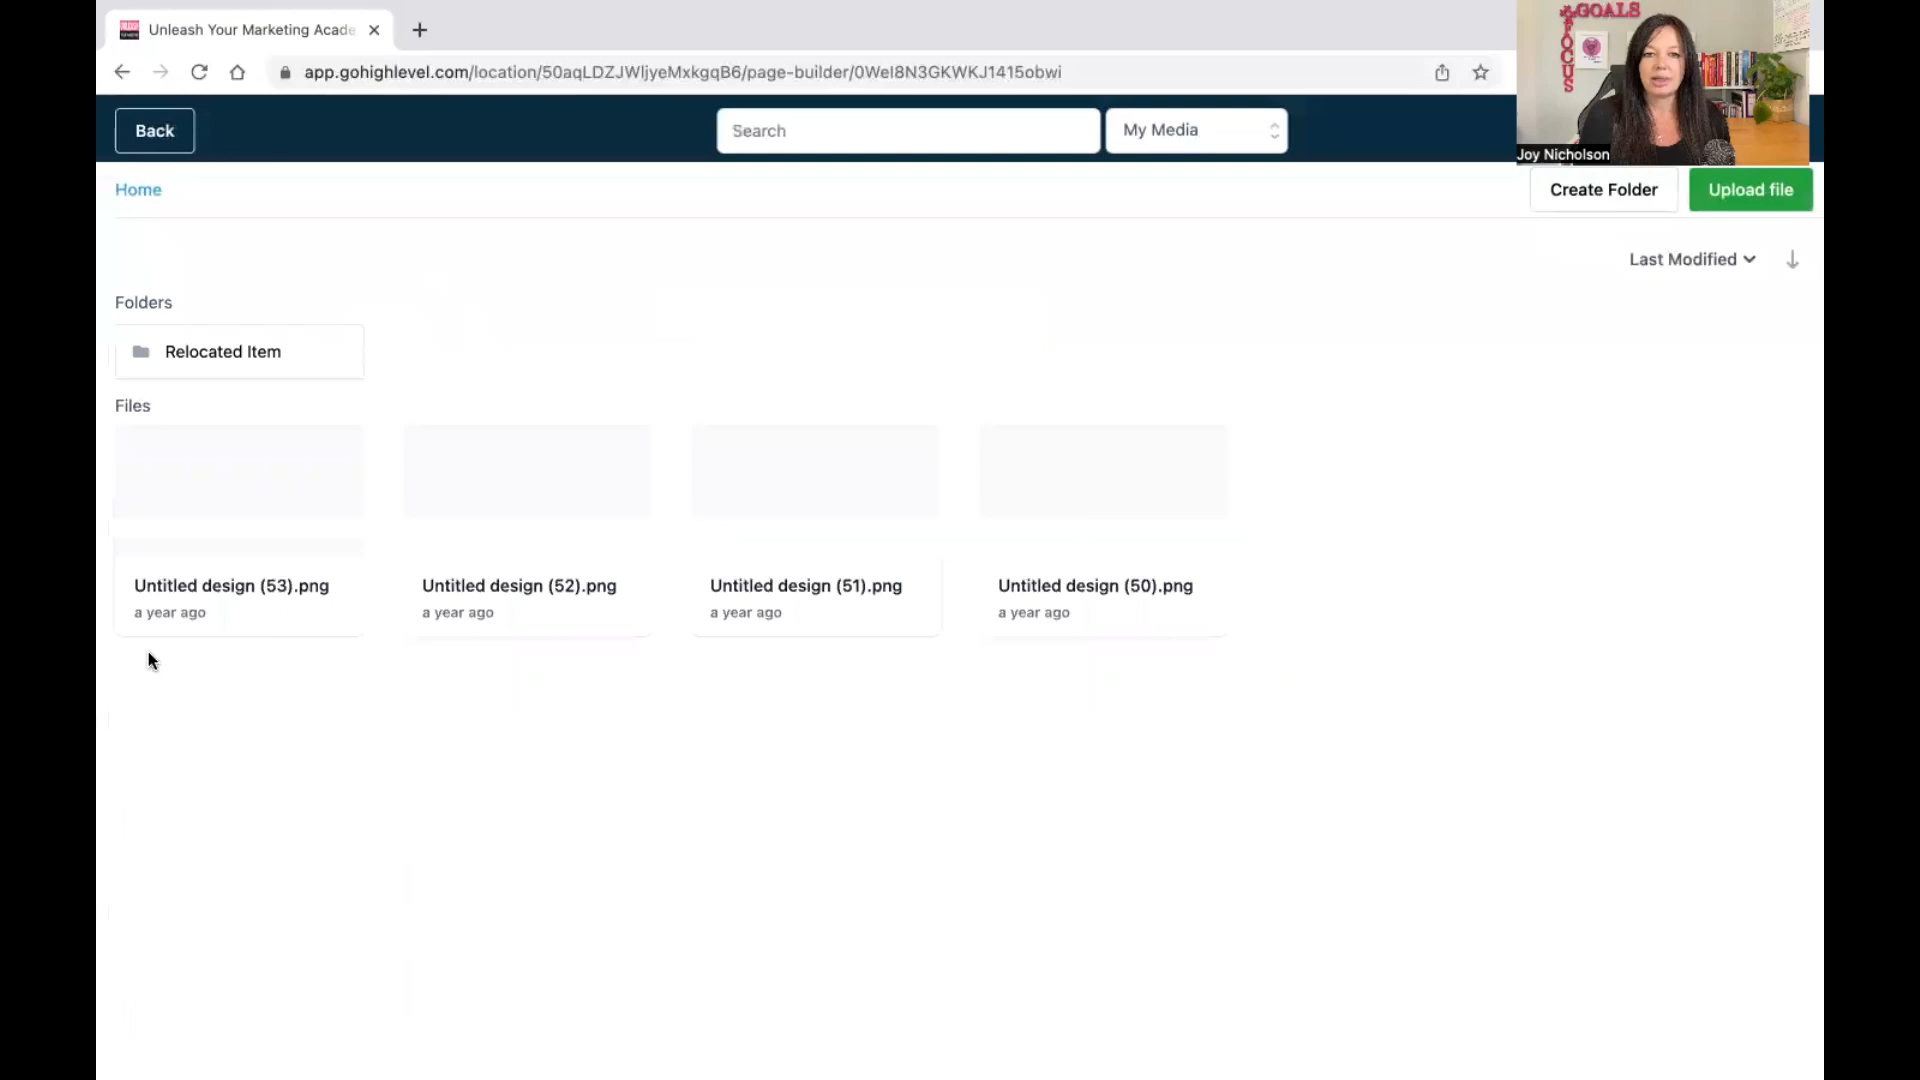 Unleash Your Marketing Acade
app.gohighlevel.com/location/50aqLDZJWljyeMxkgqB6/page-builder/0Wel8N3GKWKJ1415obwi
GOALS
FOCUS
Joy Nicholson
Back
Search
My Media
Home
Create Folder
Upload file
Last Modified
Folders
Relocated Item
Files
Untitled design (53).png
a year ago
Untitled design (52).png
a year ago
Untitled design (51).png
a year ago
Untitled design (50).png
a year ago